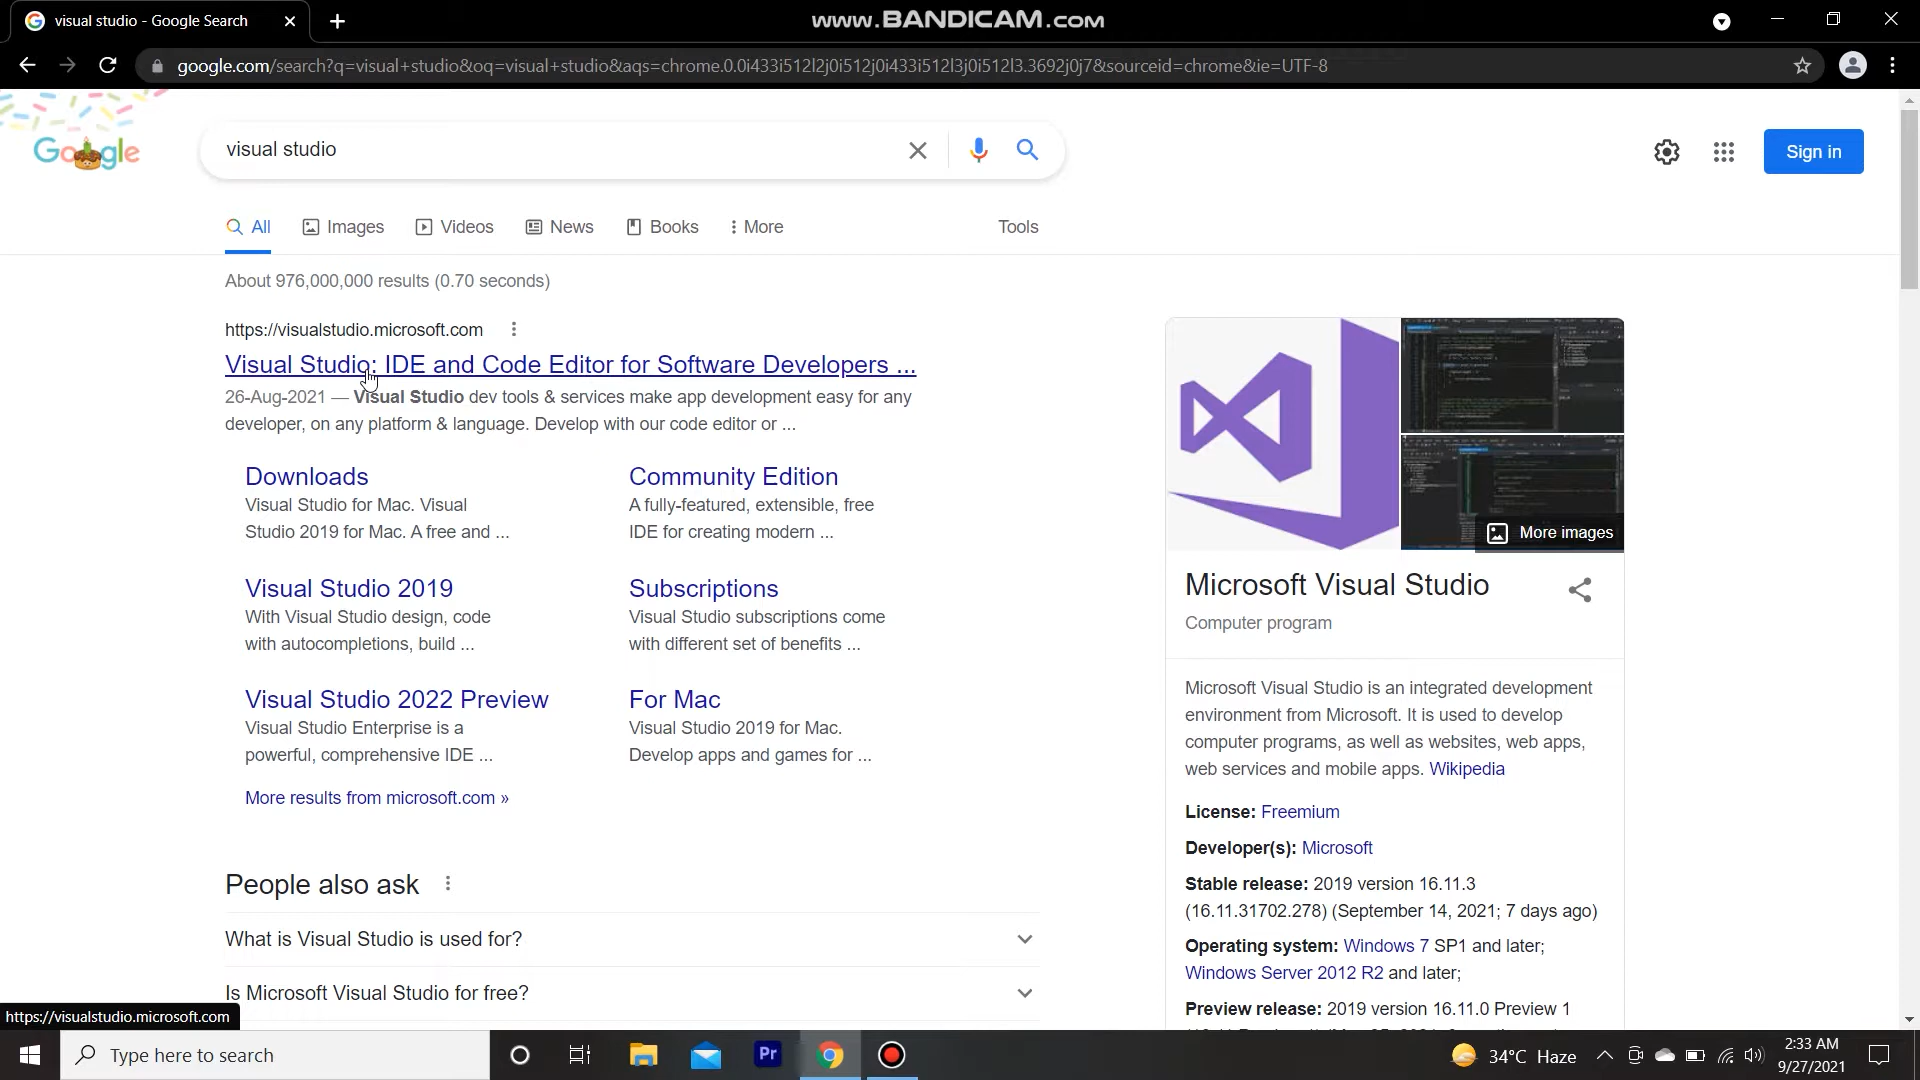 visual studio - Google Search
www.BANDICAM.com
google.com/search?q=visual+studio&oq=visual+studio&aqs=chrome.0.0i433i512l2j0i512j0i433i512l3j0i512l3.3692j0j7&sourceid=chrome&ie=UTF-8
Google
visual studio
Sign in
All
Images
Videos
News
Books
More
Tools
About 976,000,000 results (0.70 seconds)
https://visualstudio.microsoft.com
Visual Studio: IDE and Code Editor for Software Developers ...
26-Aug-2021 — Visual Studio dev tools & services make app development easy for any
developer, on any platform & language. Develop with our code editor or ...
Downloads
Visual Studio for Mac. Visual
Studio 2019 for Mac. A free and ...
Community Edition
A fully-featured, extensible, free
IDE for creating modern ...
Visual Studio 2019
With Visual Studio design, code
with autocompletions, build ...
Subscriptions
Visual Studio subscriptions come
with different set of benefits ...
Visual Studio 2022 Preview
Visual Studio Enterprise is a
powerful, comprehensive IDE ...
For Mac
Visual Studio 2019 for Mac.
Develop apps and games for ...
More results from microsoft.com »
People also ask
What is Visual Studio is used for?
Is Microsoft Visual Studio for free?
More images
Microsoft Visual Studio
Computer program
Microsoft Visual Studio is an integrated development
environment from Microsoft. It is used to develop
computer programs, as well as websites, web apps,
web services and mobile apps. Wikipedia
License: Freemium
Developer(s): Microsoft
Stable release: 2019 version 16.11.3
(16.11.31702.278) (September 14, 2021; 7 days ago)
Operating system: Windows 7 SP1 and later;
Windows Server 2012 R2 and later;
Preview release: 2019 version 16.11.0 Preview 1
https://visualstudio.microsoft.com
Type here to search
Pr
34°C Haze
2:33 AM
9/27/2021